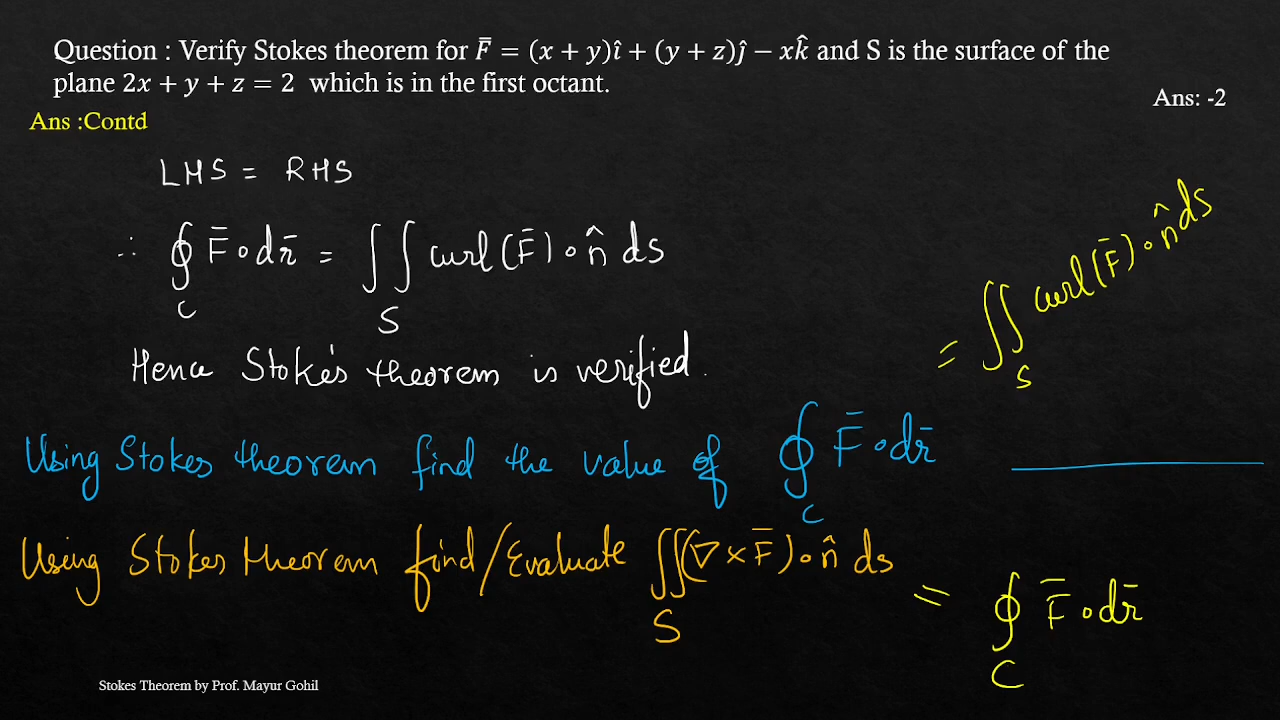 Question : Verify Stokes theorem for F̅ = (x + y)î + (y + z)ĵ − xk̂ and S is the surface of the
plane 2x + y + z = 2 which is in the first octant.
Ans: -2
Ans :Contd
LHS = RHS
∴ ∮_C F̅ ∘ dr̅ = ∬_S curl (F̅) ∘ n̂ ds
= ∬_S curl (F̅) ∘ n̂ ds
Hence Stoke's theorem is verified.
Using Stokes theorem find the value of ∮_C F̅ ∘ dr̅
Using Stokes theorem find/Evaluate ∬_S (∇ × F̅) ∘ n̂ ds = ∮_C F̅ ∘ dr̅
Stokes Theorem by Prof. Mayur Gohil